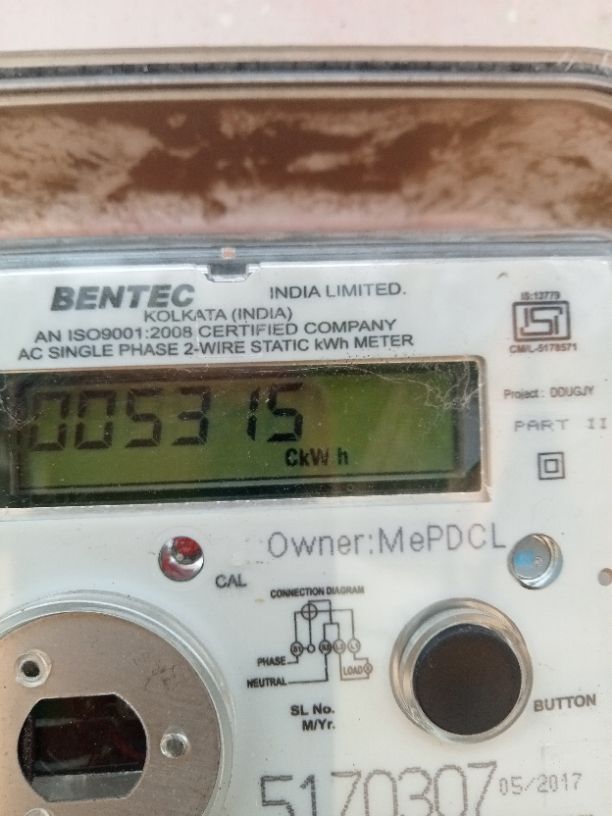 BENTEC INDIA LIMITED.
KOLKATA (INDIA)
AN ISO9001:2008 CERTIFIED COMPANY
AC SINGLE PHASE 2-WIRE STATIC kWh METER
IS:13779
CM/L-5178571
Project : DDUGJY
PART II
005315
CkW h
Owner:MePDCL
CAL
CONNECTION DIAGRAM
PHASE
NEUTRAL
LOAD
SL No.
M/Yr.
BUTTON
5170307 05/2017